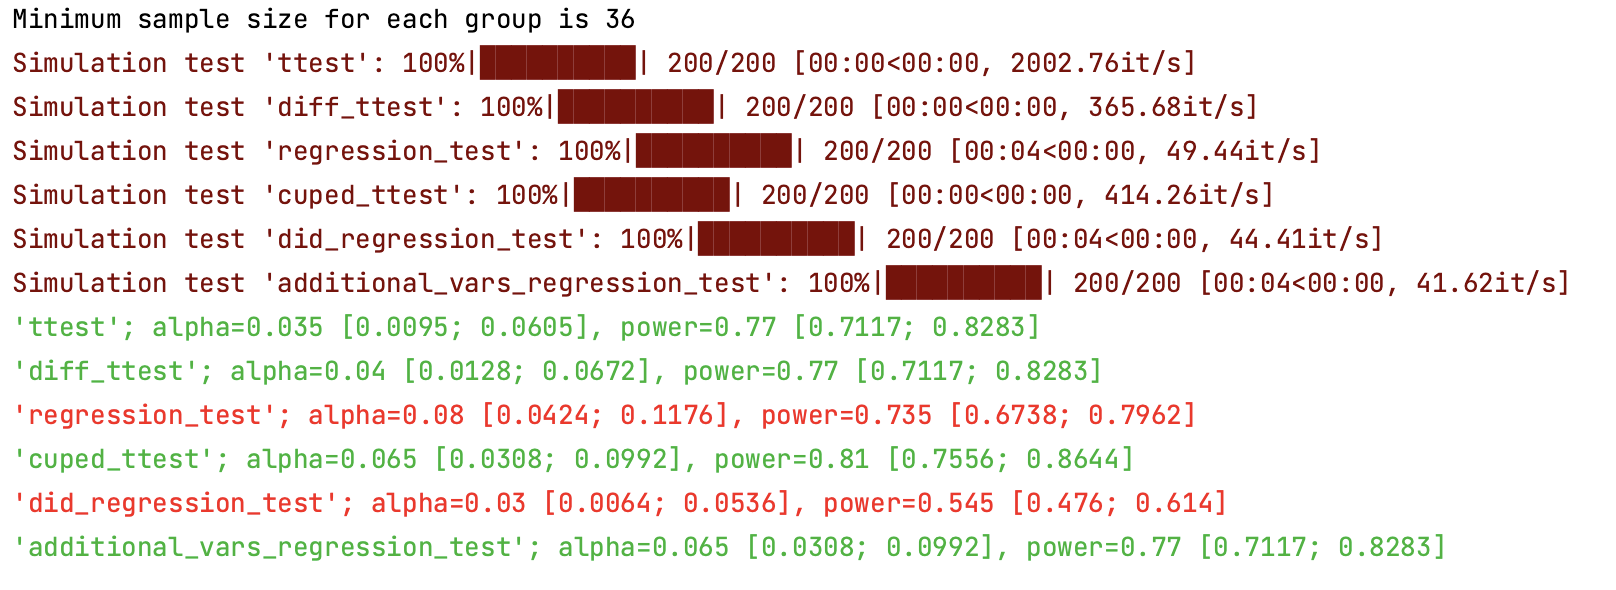 Minimum sample size for each group is 36
Simulation test 'ttest': 100%|██████████| 200/200 [00:00<00:00, 2002.76it/s]
Simulation test 'diff_ttest': 100%|██████████| 200/200 [00:00<00:00, 365.68it/s]
Simulation test 'regression_test': 100%|██████████| 200/200 [00:04<00:00, 49.44it/s]
Simulation test 'cuped_ttest': 100%|██████████| 200/200 [00:00<00:00, 414.26it/s]
Simulation test 'did_regression_test': 100%|██████████| 200/200 [00:04<00:00, 44.41it/s]
Simulation test 'additional_vars_regression_test': 100%|██████████| 200/200 [00:04<00:00, 41.62it/s]
'ttest'; alpha=0.035 [0.0095; 0.0605], power=0.77 [0.7117; 0.8283]
'diff_ttest'; alpha=0.04 [0.0128; 0.0672], power=0.77 [0.7117; 0.8283]
'regression_test'; alpha=0.08 [0.0424; 0.1176], power=0.735 [0.6738; 0.7962]
'cuped_ttest'; alpha=0.065 [0.0308; 0.0992], power=0.81 [0.7556; 0.8644]
'did_regression_test'; alpha=0.03 [0.0064; 0.0536], power=0.545 [0.476; 0.614]
'additional_vars_regression_test'; alpha=0.065 [0.0308; 0.0992], power=0.77 [0.7117; 0.8283]